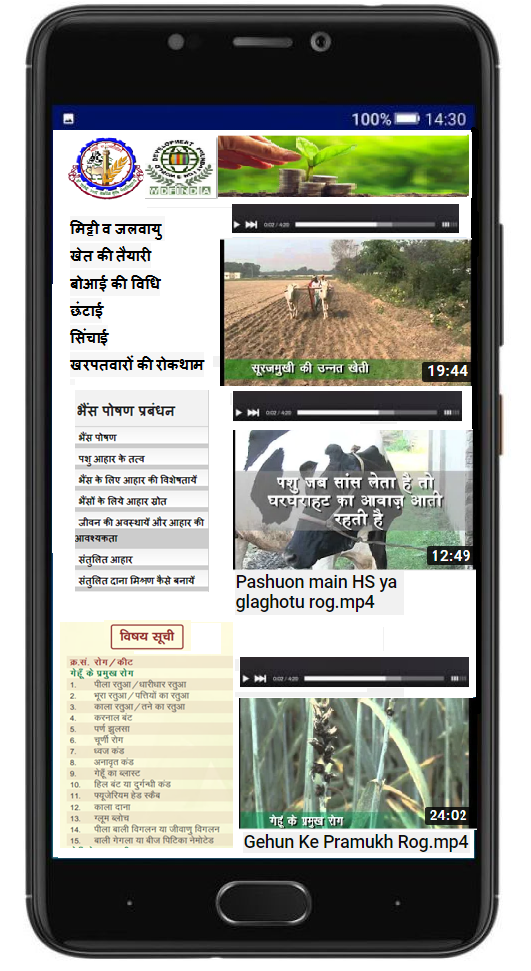 100% 14:30
WDFINDIA
मिट्टी व जलवायु
खेत की तैयारी
बोआई की विधि
छंटाई
सिंचाई
खरपतवारों की रोकथाम
0:02 / 4:20
सूरजमुखी की उन्नत खेती
19:44
भैंस पोषण प्रबंधन
भैंस पोषण
पशु आहार के तत्व
भैंस के लिए आहार की विशेषतायें
भैंसों के लिये आहार स्रोत
जीवन की अवस्थायें और आहार की
आवश्यकता
संतुलित आहार
संतुलित दाना मिश्रण कैसे बनायें
0:02 / 4:20
पशु जब सांस लेता है तो
घरघराहट का आवाज़ आती
रहती है
12:49
Pashuon main HS ya
glaghotu rog.mp4
विषय सूची
क्र.सं. रोग/कीट
गेहूँ के प्रमुख रोग
1. पीला रतुआ/धारीधार रतुआ
2. भूरा रतुआ/पत्तियों का रतुआ
3. काला रतुआ/तने का रतुआ
4. करनाल बंट
5. पर्ण झुलसा
6. चूर्णी रोग
7. ध्वज कंड
8. अनावृत कंड
9. गेहूँ का ब्लास्ट
10. हिल बंट या दुर्गन्धी कंड
11. फ्यूजेरियम हेड स्कैब
12. काला दाना
13. ग्लूम ब्लोच
14. पीला बाली विगलन या जीवाणु विगलन
15. बाली गेगला या बीज पिटिका नेमोटेड
0:02 / 4:20
गेहूं के प्रमुख रोग
24:02
Gehun Ke Pramukh Rog.mp4